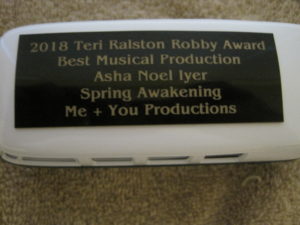 2018 Teri Ralston Robby Award
Best Musical Production
Asha Noel Iyer
Spring Awakening
Me + You Productions